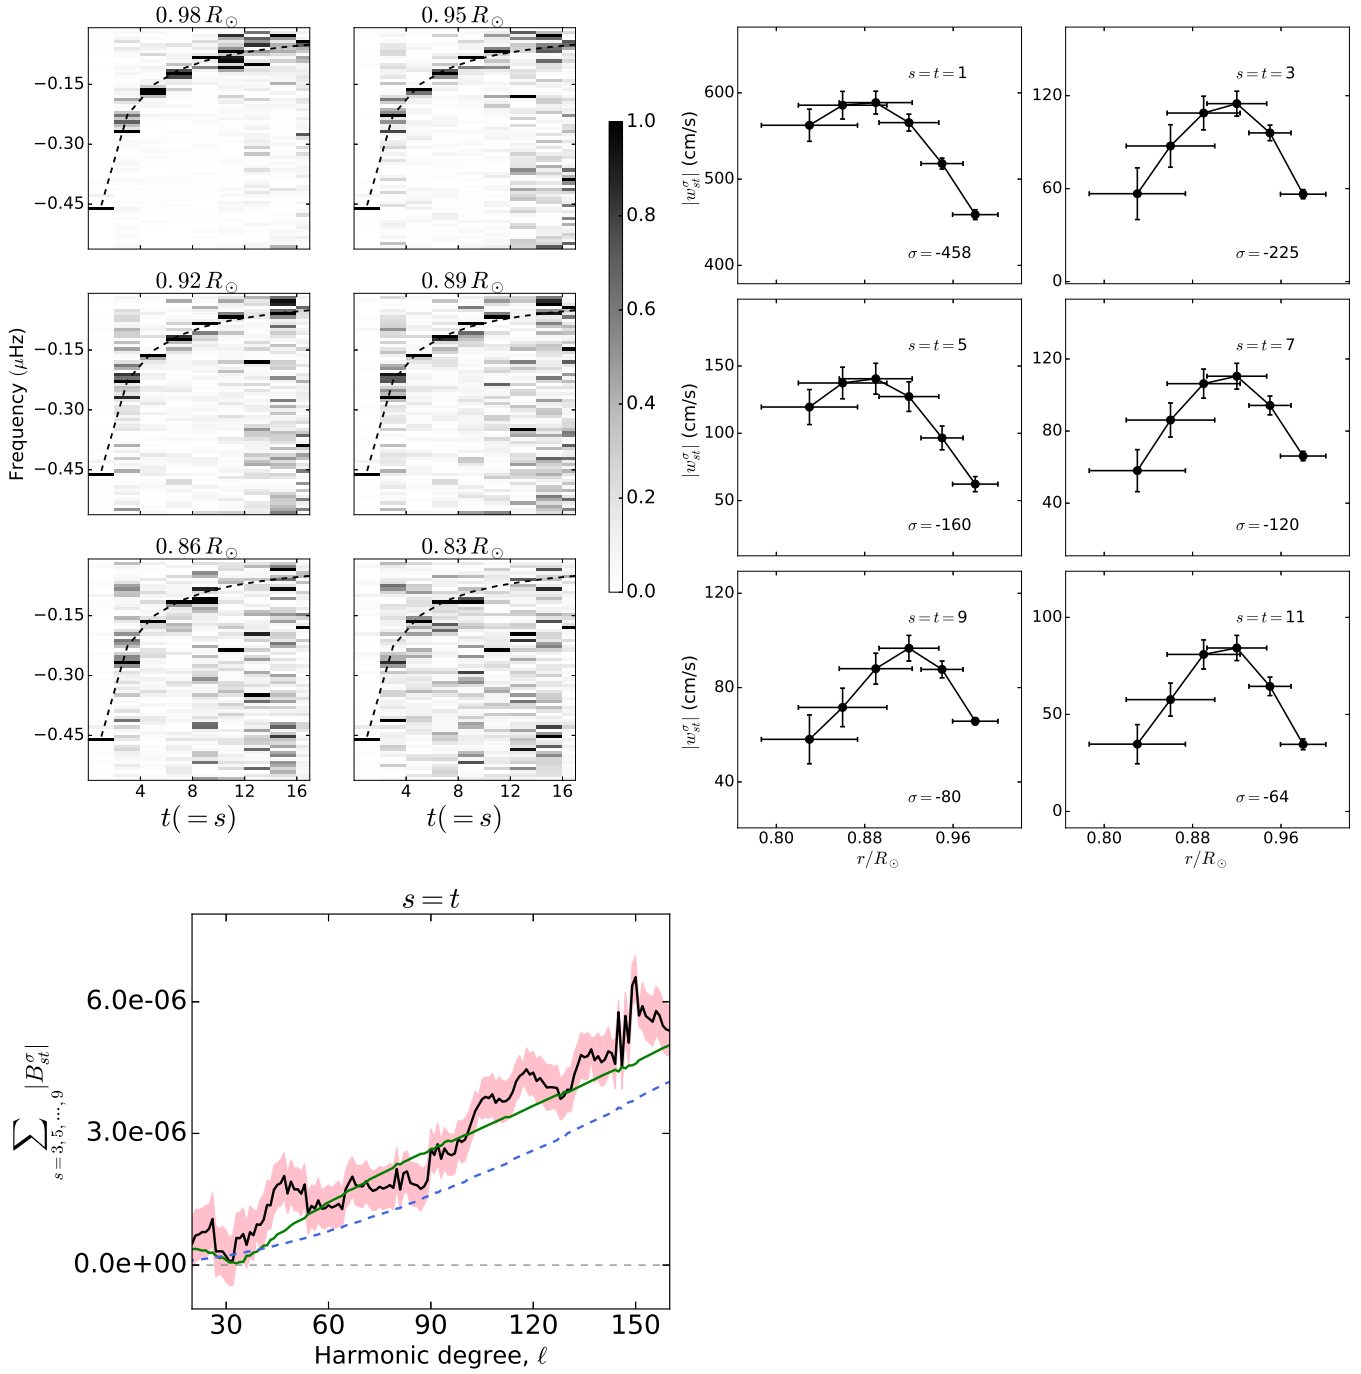 0.98 R⊙
0.95 R⊙
−0.15
−0.30
−0.45
0.92 R⊙
0.89 R⊙
Frequency (μHz)
−0.15
−0.30
−0.45
0.86 R⊙
0.83 R⊙
−0.15
−0.30
−0.45
4 8 12 16
4 8 12 16
t(= s)
t(= s)
1.0
0.8
0.6
0.4
0.2
0.0
|w_st^σ| (cm/s)
600
500
400
s = t = 1
σ = -458
120
60
0
s = t = 3
σ = -225
|w_st^σ| (cm/s)
150
100
50
s = t = 5
σ = -160
120
80
40
s = t = 7
σ = -120
|w_st^σ| (cm/s)
120
80
40
s = t = 9
σ = -80
100
50
0
s = t = 11
σ = -64
0.80 0.88 0.96
0.80 0.88 0.96
r/R⊙
r/R⊙
s = t
∑ |B_st^σ|
s = 3, 5, ..., 9
6.0e-06
3.0e-06
0.0e+00
30 60 90 120 150
Harmonic degree, ℓ